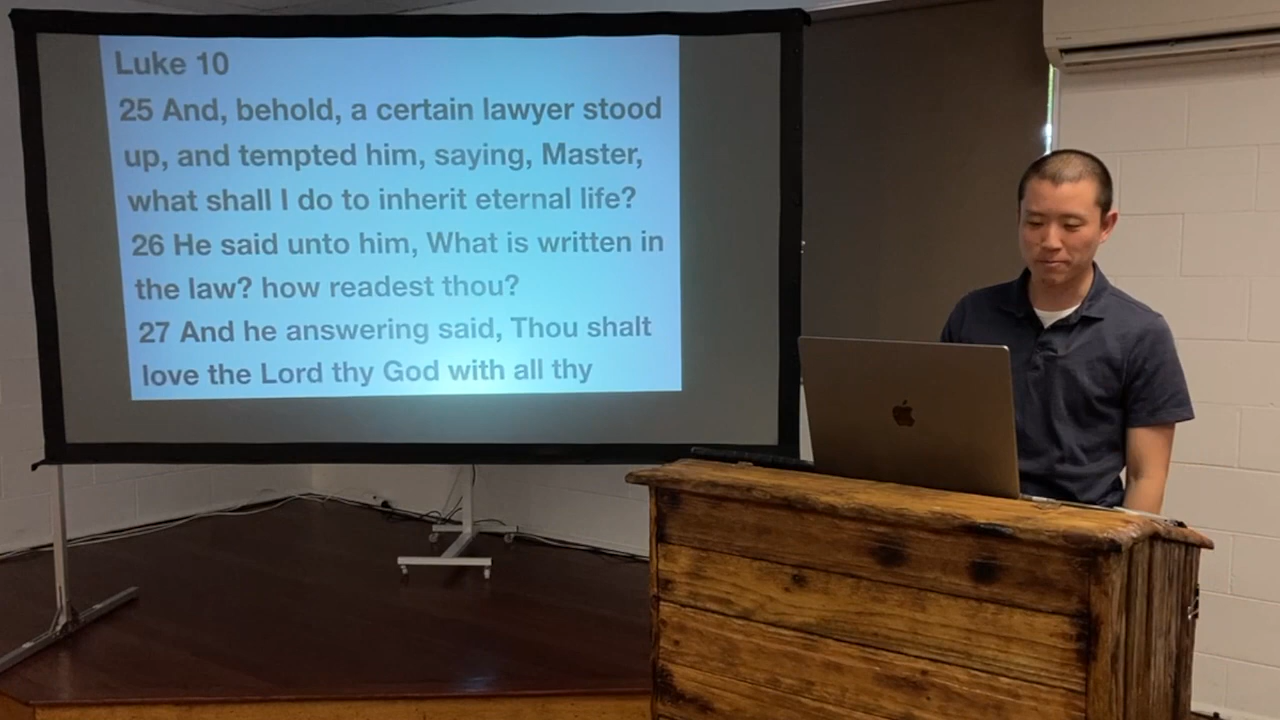 Luke 10
25 And, behold, a certain lawyer stood
up, and tempted him, saying, Master,
what shall I do to inherit eternal life?
26 He said unto him, What is written in
the law? how readest thou?
27 And he answering said, Thou shalt
love the Lord thy God with all thy